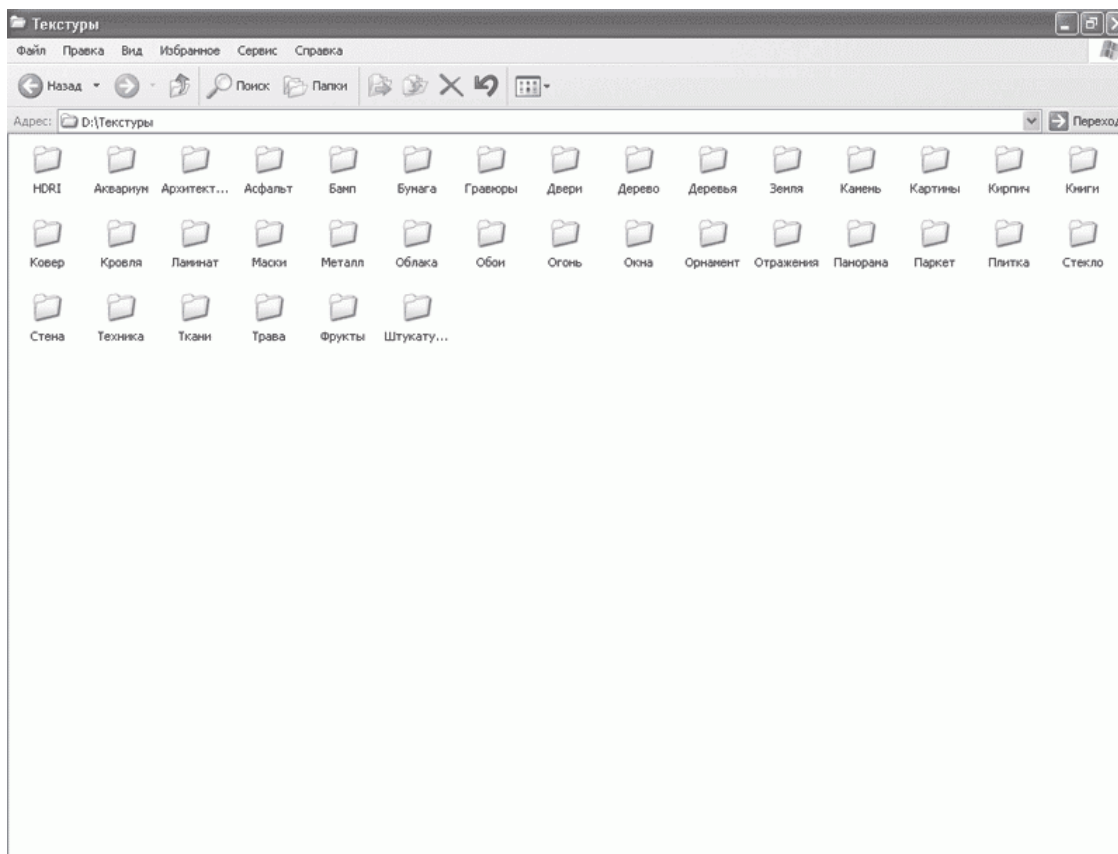 Текстуры
Файл Правка Вид Избранное Сервис Справка
Назад Поиск Папки
Адрес: D:\Текстуры Переход
HDRI Аквариум Архитект... Асфальт Бамп Бумага Гравюры Двери Дерево Деревья Земля Камень Картины Кирпич Книги
Ковер Кровля Ламинат Маски Металл Облака Обои Огонь Окна Орнамент Отражения Панорама Паркет Плитка Стекло
Стена Техника Ткани Трава Фрукты Штукату...